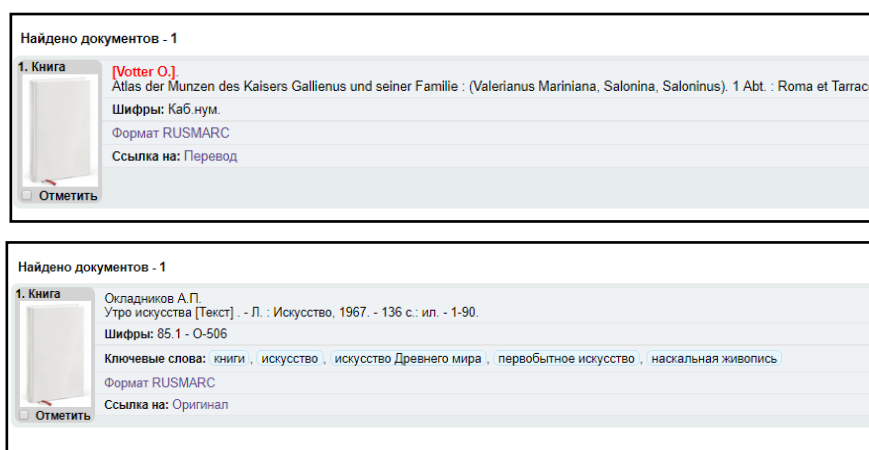 Найдено документов - 1
1. Книга
[Votter O.].
Atlas der Munzen des Kaisers Gallienus und seiner Familie : (Valerianus Mariniana, Salonina, Saloninus). 1 Abt. : Roma et Tarrac
Шифры: Каб.нум.
Формат RUSMARC
Ссылка на: Перевод
Отметить
Найдено документов - 1
1. Книга
Окладников А.П.
Утро искусства [Текст] . - Л. : Искусство, 1967. - 136 с.: ил. - 1-90.
Шифры: 85.1 - О-506
Ключевые слова: книги , искусство , искусство Древнего мира , первобытное искусство , наскальная живопись
Формат RUSMARC
Ссылка на: Оригинал
Отметить